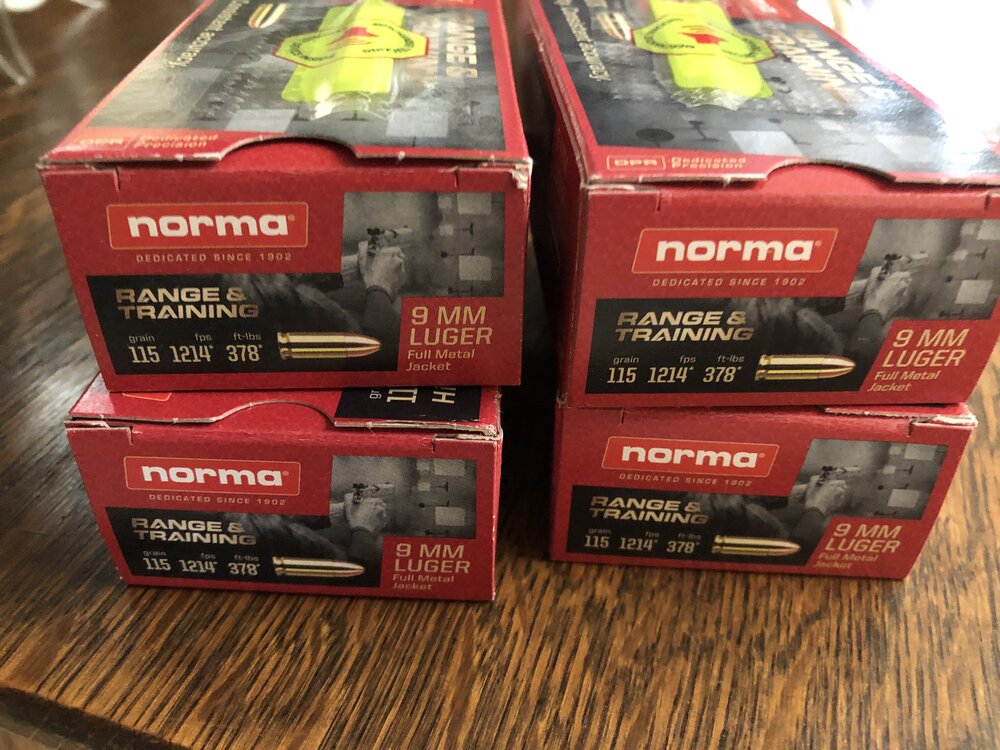 RANGE &
DPR Dedicated
Precision
norma
DEDICATED SINCE 1902
RANGE &
TRAINING
grain fps ft-lbs
115 1214* 378*
9 MM
LUGER
Full Metal
Jacket
RANGE &
DPR Dedicated
Precision
norma
DEDICATED SINCE 1902
RANGE &
TRAINING
grain fps ft-lbs
115 1214* 378*
9 MM
LUGER
Full Metal
Jacket
norma
DEDICATED SINCE 1902
RANGE &
TRAINING
grain fps ft-lbs
115 1214* 378*
9 MM
LUGER
Full Metal
Jacket
norma
DEDICATED SINCE 1902
RANGE &
TRAINING
grain fps ft-lbs
115 1214* 378*
9 MM
LUGER
Full Metal
Jacket